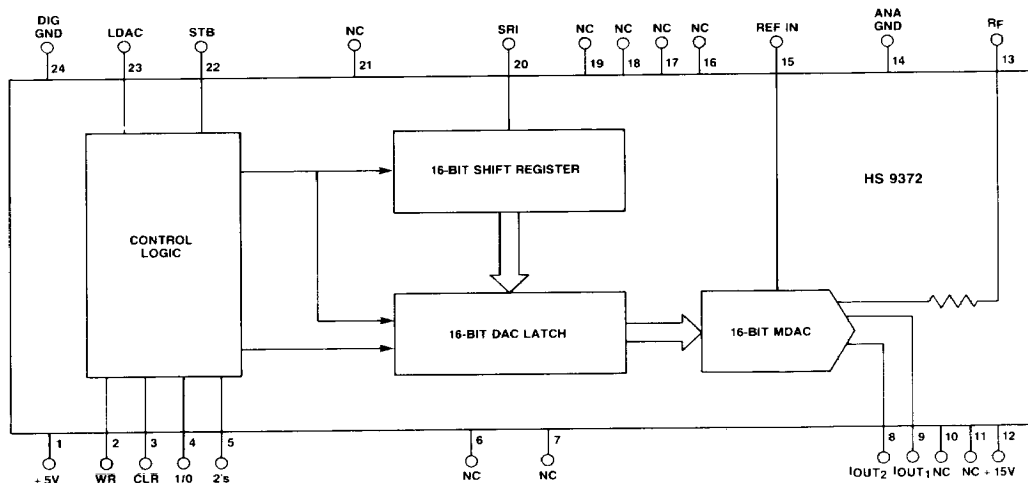 DIG GND LDAC STB NC SRI NC NC NC NC REF IN ANA GND RF
24 23 22 21 20 19 18 17 16 15 14 13
16-BIT SHIFT REGISTER
HS 9372
CONTROL LOGIC
16-BIT DAC LATCH
16-BIT MDAC
1 2 3 4 5 6 7 8 9 10 11 12
+5V W̅R̅ C̅L̅R̅ 1/0 2's NC NC IOUT2 IOUT1 NC NC +15V